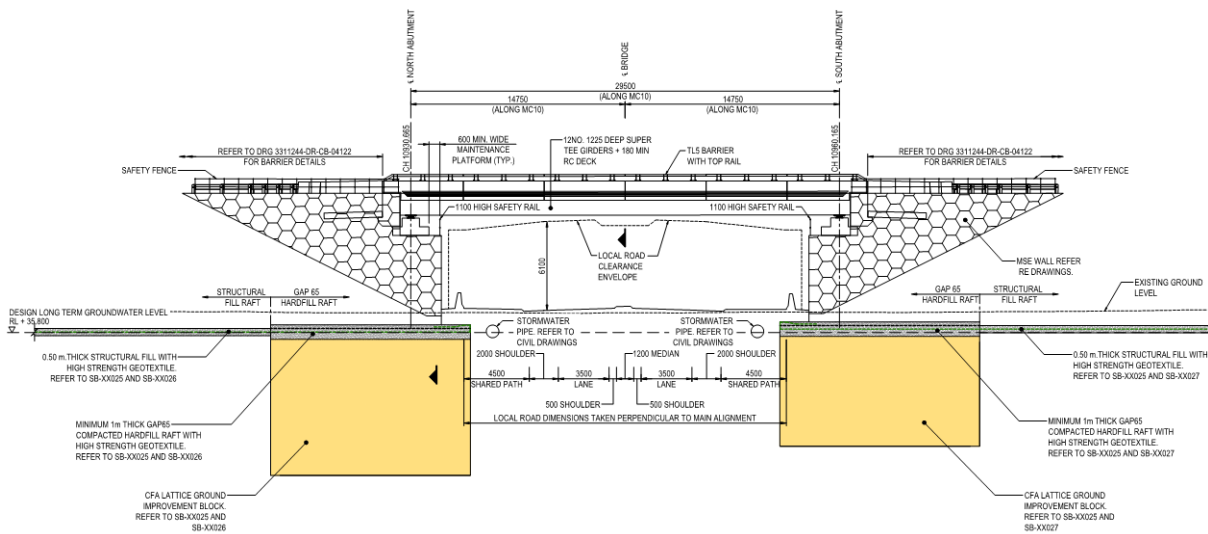 ℄ NORTH ABUTMENT
℄ BRIDGE
℄ SOUTH ABUTMENT
29500
(ALONG MC10)
14750
(ALONG MC10)
14750
(ALONG MC10)
CH 10930.665
CH 10960.165
600 MIN. WIDE
MAINTENANCE
PLATFORM (TYP.)
12NO. 1225 DEEP SUPER
TEE GIRDERS + 180 MIN
RC DECK
TL5 BARRIER
WITH TOP RAIL
REFER TO DRG 3311244-DR-CB-04122
FOR BARRIER DETAILS
REFER TO DRG 3311244-DR-CB-04122
FOR BARRIER DETAILS
SAFETY FENCE
SAFETY FENCE
1100 HIGH SAFETY RAIL
1100 HIGH SAFETY RAIL
6100
LOCAL ROAD
CLEARANCE
ENVELOPE
MSE WALL REFER
RE DRAWINGS.
STRUCTURAL
FILL RAFT
GAP 65
HARDFILL RAFT
GAP 65
HARDFILL RAFT
STRUCTURAL
FILL RAFT
EXISTING GROUND
LEVEL
DESIGN LONG TERM GROUNDWATER LEVEL
RL + 35.800
STORMWATER
PIPE. REFER TO
CIVIL DRAWINGS
STORMWATER
PIPE. REFER TO
CIVIL DRAWINGS
0.50 m.THICK STRUCTURAL FILL WITH
HIGH STRENGTH GEOTEXTILE.
REFER TO SB-XX025 AND SB-XX026
0.50 m.THICK STRUCTURAL FILL WITH
HIGH STRENGTH GEOTEXTILE.
REFER TO SB-XX025 AND SB-XX027
2000 SHOULDER
1200 MEDIAN
2000 SHOULDER
4500
SHARED PATH
3500
LANE
3500
LANE
4500
SHARED PATH
500 SHOULDER
500 SHOULDER
LOCAL ROAD DIMENSIONS TAKEN PERPENDICULAR TO MAIN ALIGNMENT
MINIMUM 1m THICK GAP65
COMPACTED HARDFILL RAFT WITH
HIGH STRENGTH GEOTEXTILE.
REFER TO SB-XX025 AND SB-XX026
MINIMUM 1m THICK GAP65
COMPACTED HARDFILL RAFT WITH
HIGH STRENGTH GEOTEXTILE.
REFER TO SB-XX025 AND SB-XX027
CFA LATTICE GROUND
IMPROVEMENT BLOCK.
REFER TO SB-XX025 AND
SB-XX026
CFA LATTICE GROUND
IMPROVEMENT BLOCK.
REFER TO SB-XX025 AND
SB-XX027